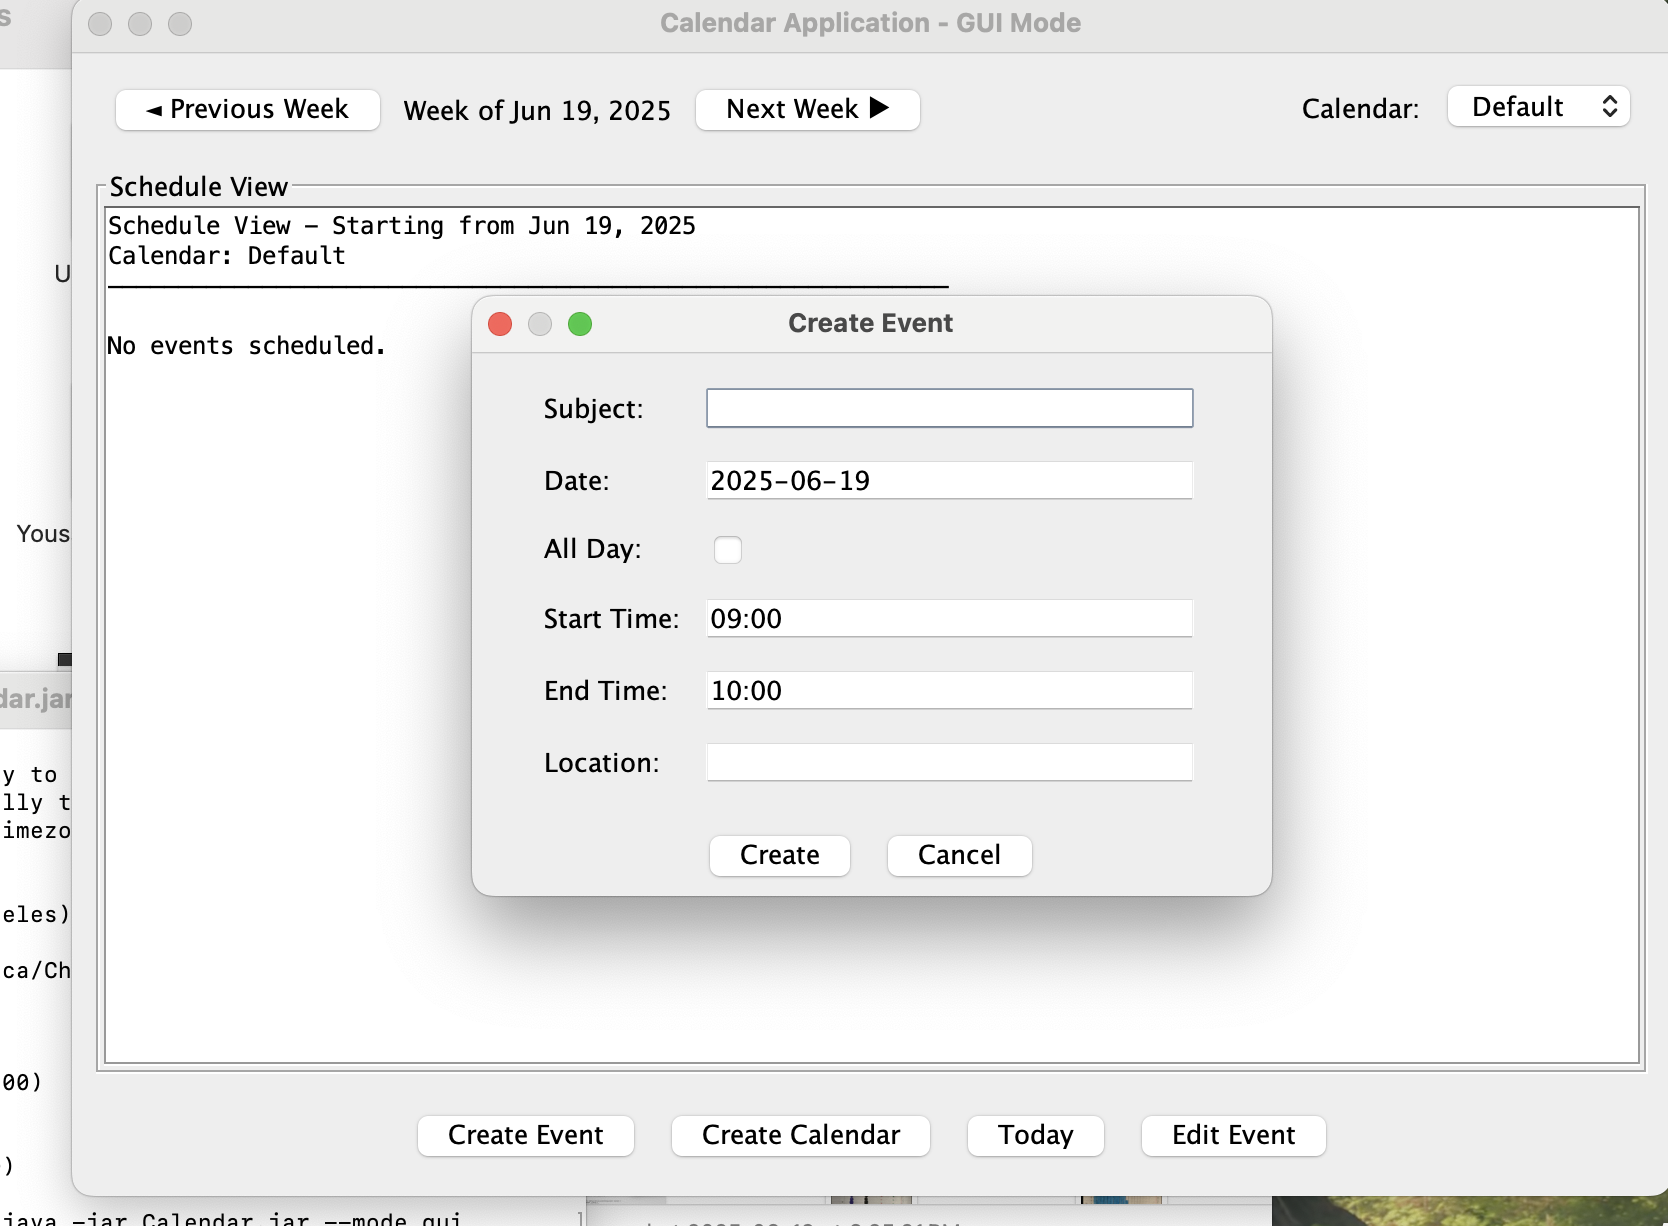 Calendar Application - GUI Mode
◄ Previous Week
Week of Jun 19, 2025
Next Week ▶
Calendar:
Default
Schedule View
Schedule View – Starting from Jun 19, 2025
Calendar: Default
No events scheduled.
Create Event
Subject:
Date:
2025-06-19
All Day:
Start Time:
09:00
End Time:
10:00
Location:
Create
Cancel
Create Event
Create Calendar
Today
Edit Event
Yous
dar.jar
y to
lly t
imezo
eles)
ca/Ch
00)
)
java -jar Calendar.jar --mode gui